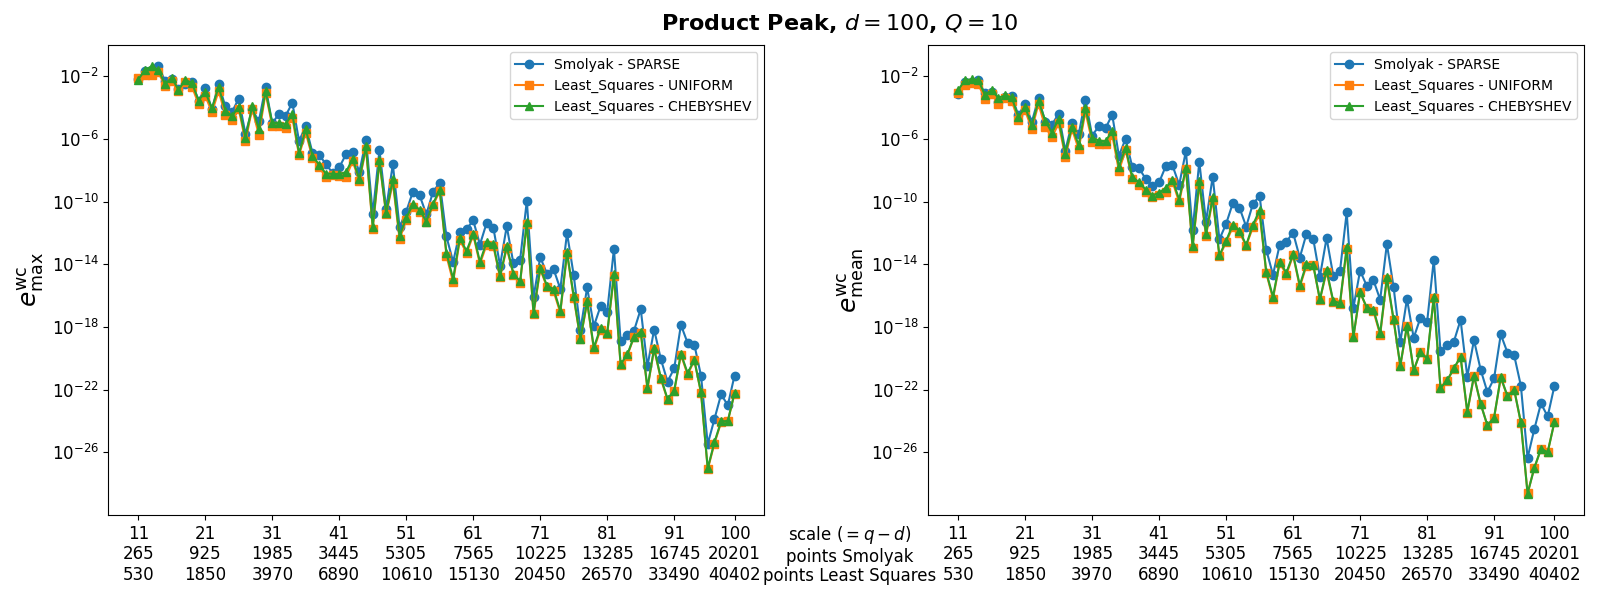 Product Peak, d = 100, Q = 10
e^wc_max
10^−2
10^−6
10^−10
10^−14
10^−18
10^−22
10^−26
Smolyak - SPARSE
Least_Squares - UNIFORM
Least_Squares - CHEBYSHEV
11 21 31 41 51 61 71 81 91 100
265 925 1985 3445 5305 7565 10225 13285 16745 20201
530 1850 3970 6890 10610 15130 20450 26570 33490 40402
scale (= q − d)
points Smolyak
points Least Squares
e^wc_mean
10^−2
10^−6
10^−10
10^−14
10^−18
10^−22
10^−26
Smolyak - SPARSE
Least_Squares - UNIFORM
Least_Squares - CHEBYSHEV
11 21 31 41 51 61 71 81 91 100
265 925 1985 3445 5305 7565 10225 13285 16745 20201
530 1850 3970 6890 10610 15130 20450 26570 33490 40402